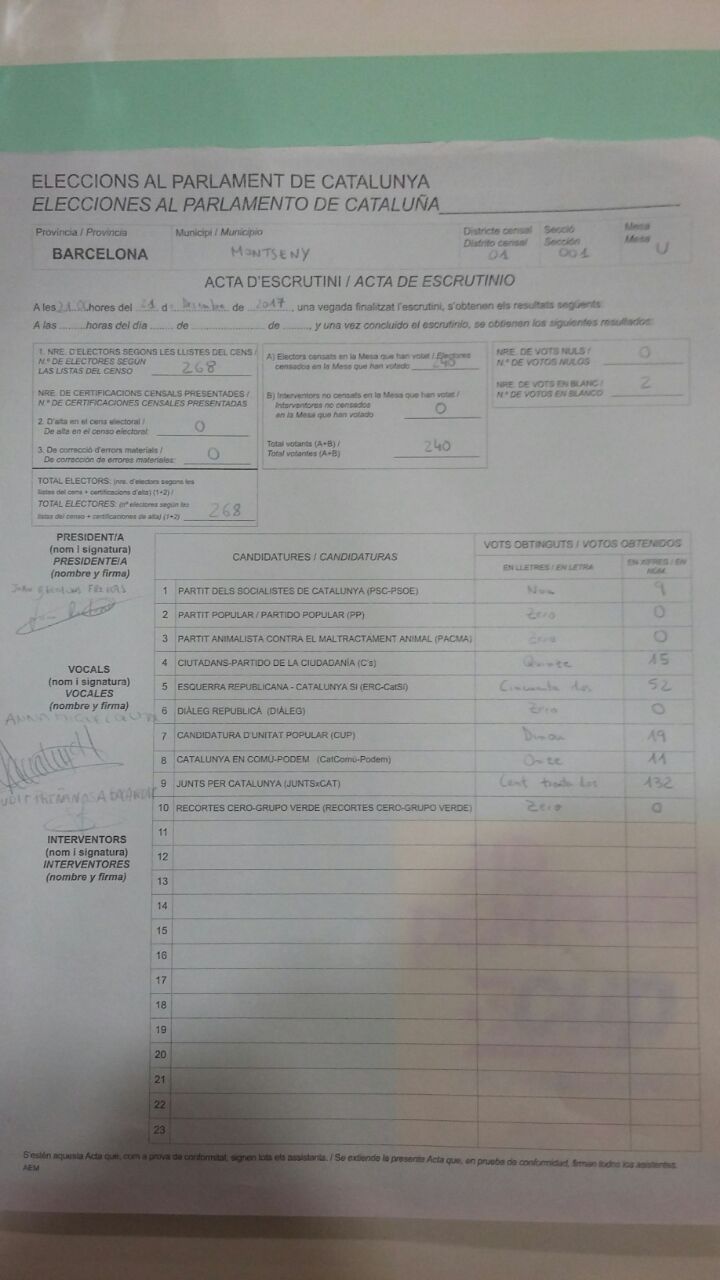 ELECCIONS AL PARLAMENT DE CATALUNYA
ELECCIONES AL PARLAMENTO DE CATALUÑA
Província / Provincia
BARCELONA
Municipi / Municipio
MONTSENY
Districte censal
Distrito censal
01
Secció
Sección
001
Mesa
Mesa
U
ACTA D'ESCRUTINI / ACTA DE ESCRUTINIO
A les 21.00 hores del 21 d Desembre de 2017, una vegada finalitzat l'escrutini, s'obtenen els resultats següents:
A las ........ horas del día ........ de ........................ de ........, y una vez concluido el escrutinio, se obtienen los siguientes resultados:
1. NRE. D'ELECTORS SEGONS LES LLISTES DEL CENS /
N.º DE ELECTORES SEGÚN
LAS LISTAS DEL CENSO 268
NRE. DE CERTIFICACIONS CENSALS PRESENTADES /
N.º DE CERTIFICACIONES CENSALES PRESENTADAS
2. D'alta en el cens electoral /
De alta en el censo electoral: 0
3. De correcció d'errors materials /
De corrección de errores materiales: 0
TOTAL ELECTORS: (nre. d'electors segons les
llistes del cens + certificacions d'alta) (1+2) /
TOTAL ELECTORES: (nº electores según las
listas del censo + certificaciones de alta) (1+2) 268
A) Electors censats en la Mesa que han votat / Electores
censados en la Mesa que han votado 240
B) Interventors no censats en la Mesa que han votat /
Interventores no censados
en la Mesa que han votado 0
Total votants (A+B) /
Total votantes (A+B) 240
NRE. DE VOTS NULS /
N.º DE VOTOS NULOS 0
NRE. DE VOTS EN BLANC /
N.º DE VOTOS EN BLANCO 2
PRESIDENT/A
(nom i signatura)
PRESIDENTE/A
(nombre y firma)
VOCALS
(nom i signatura)
VOCALES
(nombre y firma)
ANNA
INTERVENTORS
(nom i signatura)
INTERVENTORES
(nombre y firma)
CANDIDATURES / CANDIDATURAS
VOTS OBTINGUTS / VOTOS OBTENIDOS
EN LLETRES / EN LETRA
EN XIFRES / EN NÚM.
1 PARTIT DELS SOCIALISTES DE CATALUNYA (PSC-PSOE) Nou 9
2 PARTIT POPULAR / PARTIDO POPULAR (PP) Zero 0
3 PARTIT ANIMALISTA CONTRA EL MALTRACTAMENT ANIMAL (PACMA) Zero 0
4 CIUTADANS-PARTIDO DE LA CIUDADANÍA (C's) Quinze 15
5 ESQUERRA REPUBLICANA - CATALUNYA SI (ERC-CatSI) Cinquanta dos 52
6 DIÀLEG REPUBLICÀ (DIÀLEG) Zero 0
7 CANDIDATURA D'UNITAT POPULAR (CUP) Dinou 19
8 CATALUNYA EN COMÚ-PODEM (CatComú-Podem) Onze 11
9 JUNTS PER CATALUNYA (JUNTSxCAT) Cent trenta dos 132
10 RECORTES CERO-GRUPO VERDE (RECORTES CERO-GRUPO VERDE) Zero 0
11
12
13
14
15
16
17
18
19
20
21
22
23
S'estén aquesta Acta que, com a prova de conformitat, signen tots els assistents. / Se extiende la presente Acta que, en prueba de conformidad, firman todos los asistentes.
AEM